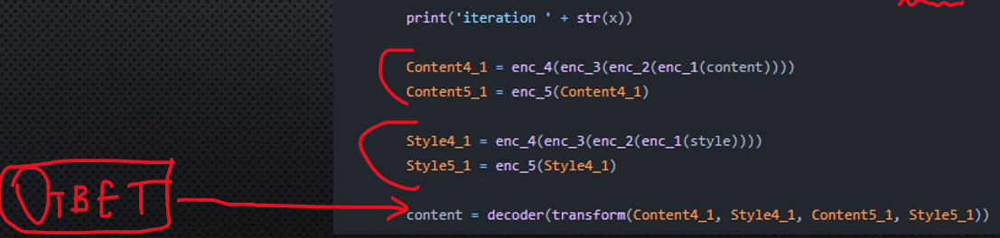 print('iteration ' + str(x))
Content4_1 = enc_4(enc_3(enc_2(enc_1(content))))
Content5_1 = enc_5(Content4_1)
Style4_1 = enc_4(enc_3(enc_2(enc_1(style))))
Style5_1 = enc_5(Style4_1)
ОТВЕТ
content = decoder(transform(Content4_1, Style4_1, Content5_1, Style5_1))